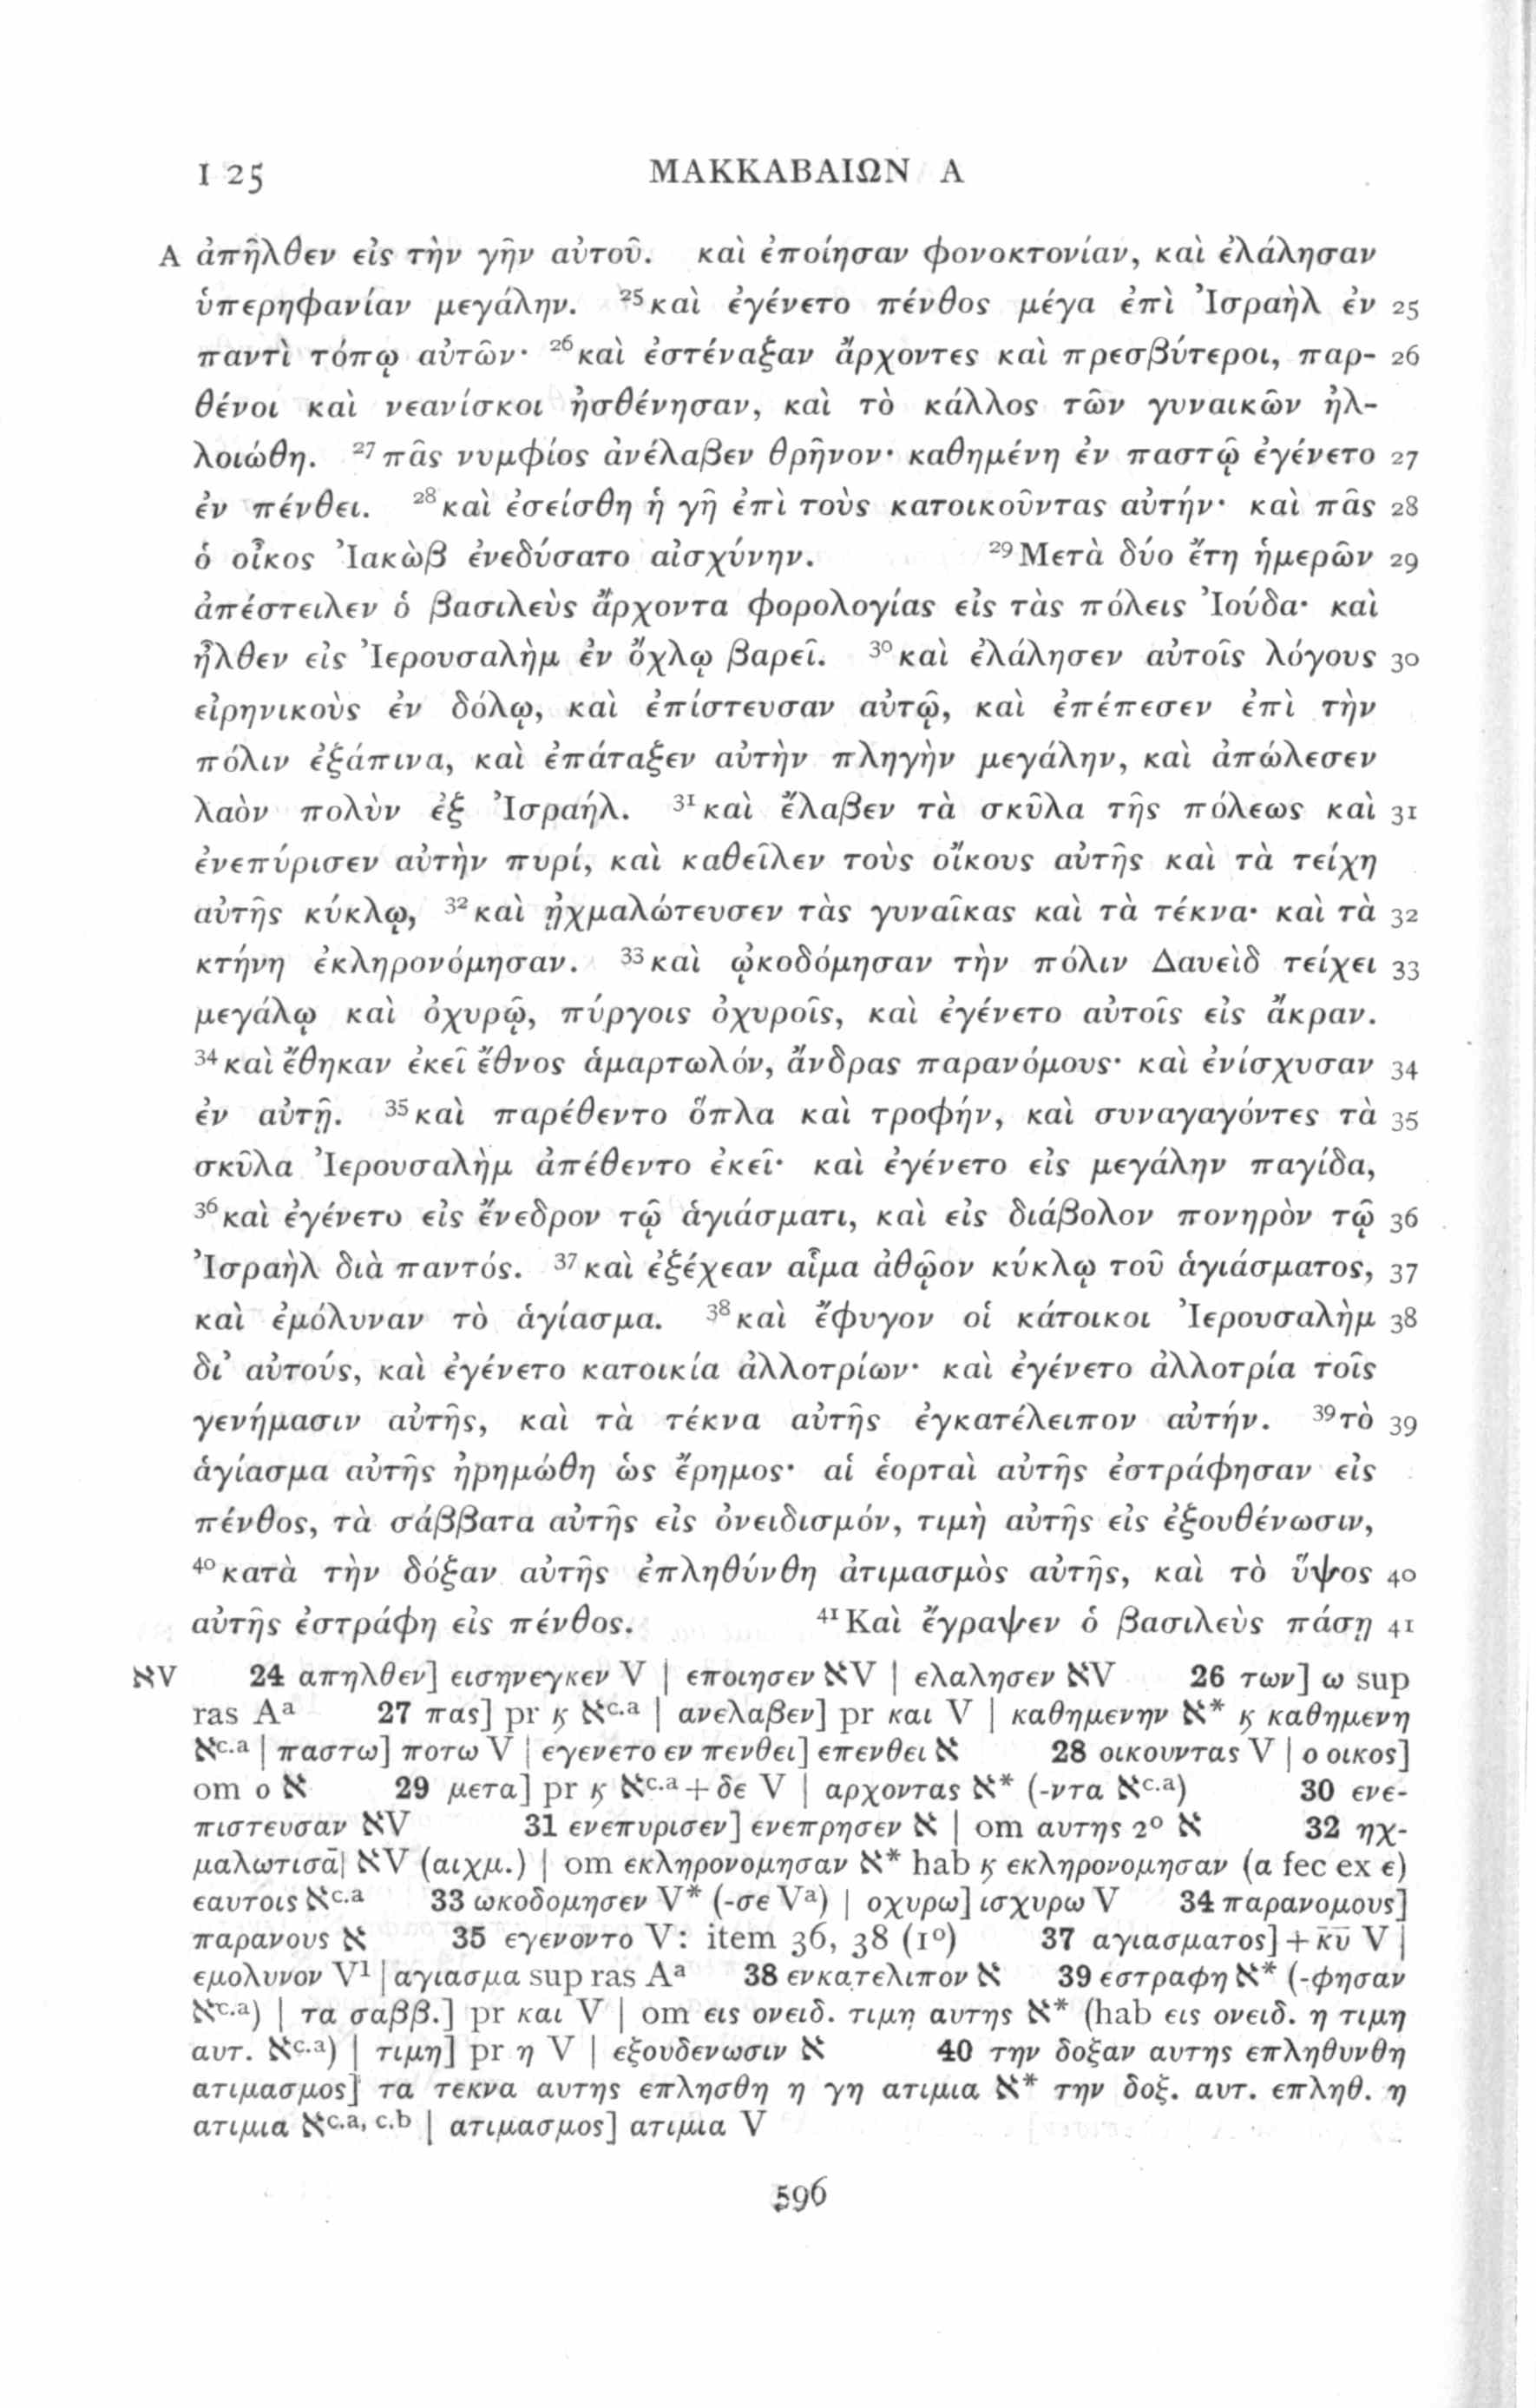 I 25 ΜΑΚΚΑΒΑΙΩΝ Α
A ἀπῆλθεν εἰς τὴν γῆν αὐτοῦ. καὶ ἐποίησαν φονοκτονίαν, καὶ ἐλάλησαν
ὑπερηφανίαν μεγάλην. ²⁵καὶ ἐγένετο πένθος μέγα ἐπὶ Ἰσραὴλ ἐν 25
παντὶ τόπῳ αὐτῶν· ²⁶καὶ ἐστέναξαν ἄρχοντες καὶ πρεσβύτεροι, παρ- 26
θένοι καὶ νεανίσκοι ἠσθένησαν, καὶ τὸ κάλλος τῶν γυναικῶν ἠλ-
λοιώθη. ²⁷πᾶς νυμφίος ἀνέλαβεν θρῆνον· καθημένη ἐν παστῷ ἐγένετο 27
ἐν πένθει. ²⁸καὶ ἐσείσθη ἡ γῆ ἐπὶ τοὺς κατοικοῦντας αὐτήν· καὶ πᾶς 28
ὁ οἶκος Ἰακὼβ ἐνεδύσατο αἰσχύνην. ²⁹Μετὰ δύο ἔτη ἡμερῶν 29
ἀπέστειλεν ὁ βασιλεὺς ἄρχοντα φορολογίας εἰς τὰς πόλεις Ἰούδα· καὶ
ἦλθεν εἰς Ἰερουσαλὴμ ἐν ὄχλῳ βαρεῖ. ³⁰καὶ ἐλάλησεν αὐτοῖς λόγους 30
εἰρηνικοὺς ἐν δόλῳ, καὶ ἐπίστευσαν αὐτῷ, καὶ ἐπέπεσεν ἐπὶ τὴν
πόλιν ἐξάπινα, καὶ ἐπάταξεν αὐτὴν πληγὴν μεγάλην, καὶ ἀπώλεσεν
λαὸν πολὺν ἐξ Ἰσραήλ. ³¹καὶ ἔλαβεν τὰ σκῦλα τῆς πόλεως καὶ 31
ἐνεπύρισεν αὐτὴν πυρί, καὶ καθεῖλεν τοὺς οἴκους αὐτῆς καὶ τὰ τείχη
αὐτῆς κύκλῳ, ³²καὶ ᾐχμαλώτευσεν τὰς γυναῖκας καὶ τὰ τέκνα· καὶ τὰ 32
κτήνη ἐκληρονόμησαν. ³³καὶ ᾠκοδόμησαν τὴν πόλιν Δαυεὶδ τείχει 33
μεγάλῳ καὶ ὀχυρῷ, πύργοις ὀχυροῖς, καὶ ἐγένετο αὐτοῖς εἰς ἄκραν.
³⁴καὶ ἔθηκαν ἐκεῖ ἔθνος ἁμαρτωλόν, ἄνδρας παρανόμους· καὶ ἐνίσχυσαν 34
ἐν αὐτῇ. ³⁵καὶ παρέθεντο ὅπλα καὶ τροφήν, καὶ συναγαγόντες τὰ 35
σκῦλα Ἰερουσαλὴμ ἀπέθεντο ἐκεῖ· καὶ ἐγένετο εἰς μεγάλην παγίδα,
³⁶καὶ ἐγένετο εἰς ἔνεδρον τῷ ἁγιάσματι, καὶ εἰς διάβολον πονηρὸν τῷ 36
Ἰσραὴλ διὰ παντός. ³⁷καὶ ἐξέχεαν αἷμα ἀθῷον κύκλῳ τοῦ ἁγιάσματος, 37
καὶ ἐμόλυναν τὸ ἁγίασμα. ³⁸καὶ ἔφυγον οἱ κάτοικοι Ἰερουσαλὴμ 38
δι᾿ αὐτούς, καὶ ἐγένετο κατοικία ἀλλοτρίων· καὶ ἐγένετο ἀλλοτρία τοῖς
γενήμασιν αὐτῆς, καὶ τὰ τέκνα αὐτῆς ἐγκατέλειπον αὐτήν. ³⁹τὸ 39
ἁγίασμα αὐτῆς ἠρημώθη ὡς ἔρημος· αἱ ἑορταὶ αὐτῆς ἐστράφησαν εἰς
πένθος, τὰ σάββατα αὐτῆς εἰς ὀνειδισμόν, τιμὴ αὐτῆς εἰς ἐξουθένωσιν,
⁴⁰κατὰ τὴν δόξαν αὐτῆς ἐπληθύνθη ἀτιμασμὸς αὐτῆς, καὶ τὸ ὕψος 40
αὐτῆς ἐστράφη εἰς πένθος. ⁴¹Καὶ ἔγραψεν ὁ βασιλεὺς πάσῃ 41
אV 24 απηλθεν] εισηνεγκεν V | εποιησεν אV | ελαλησεν אV 26 των] ω sup
ras Aᵃ 27 πας] pr ϗ אᶜ·ᵃ | ανελαβεν] pr και V | καθημενην א* ϗ καθημενη
אᶜ·ᵃ | παστω] ποτω V | εγενετο εν πενθει] επενθει א 28 οικουντας V | ο οικος]
om ο א 29 μετα] pr ϗ אᶜ·ᵃ + δε V | αρχοντας א* (-ντα אᶜ·ᵃ) 30 ενε-
πιστευσαν אV 31 ενεπυρισεν] ενεπρησεν א | om αυτης 2° א 32 ηχ-
μαλωτισᾱ| אV (αιχμ.) | om εκληρονομησαν א* hab ϗ εκληρονομησαν (α fec ex ε)
εαυτοις אᶜ·ᵃ 33 ωκοδομησεν V* (-σε Vᵃ) | οχυρω] ισχυρω V 34 παρανομους]
παρανους א 35 εγενοντο V: item 36, 38 (1°) 37 αγιασματος] + κ̅υ̅ V |
εμολυνον V¹ | αγιασμα sup ras Aᵃ 38 ενκατελιπον א 39 εστραφη א* (-φησαν
אᶜ·ᵃ) | τα σαββ.] pr και V | om εις ονειδ. τιμη αυτης א* (hab εις ονειδ. η τιμη
αυτ. אᶜ·ᵃ) | τιμη] pr η V | εξουδενωσιν א 40 την δοξαν αυτης επληθυνθη
ατιμασμος] τα τεκνα αυτης επλησθη η γη ατιμια א* την δοξ. αυτ. επληθ. η
ατιμια אᶜ·ᵃ, ᶜ·ᵇ | ατιμασμος] ατιμια V
596